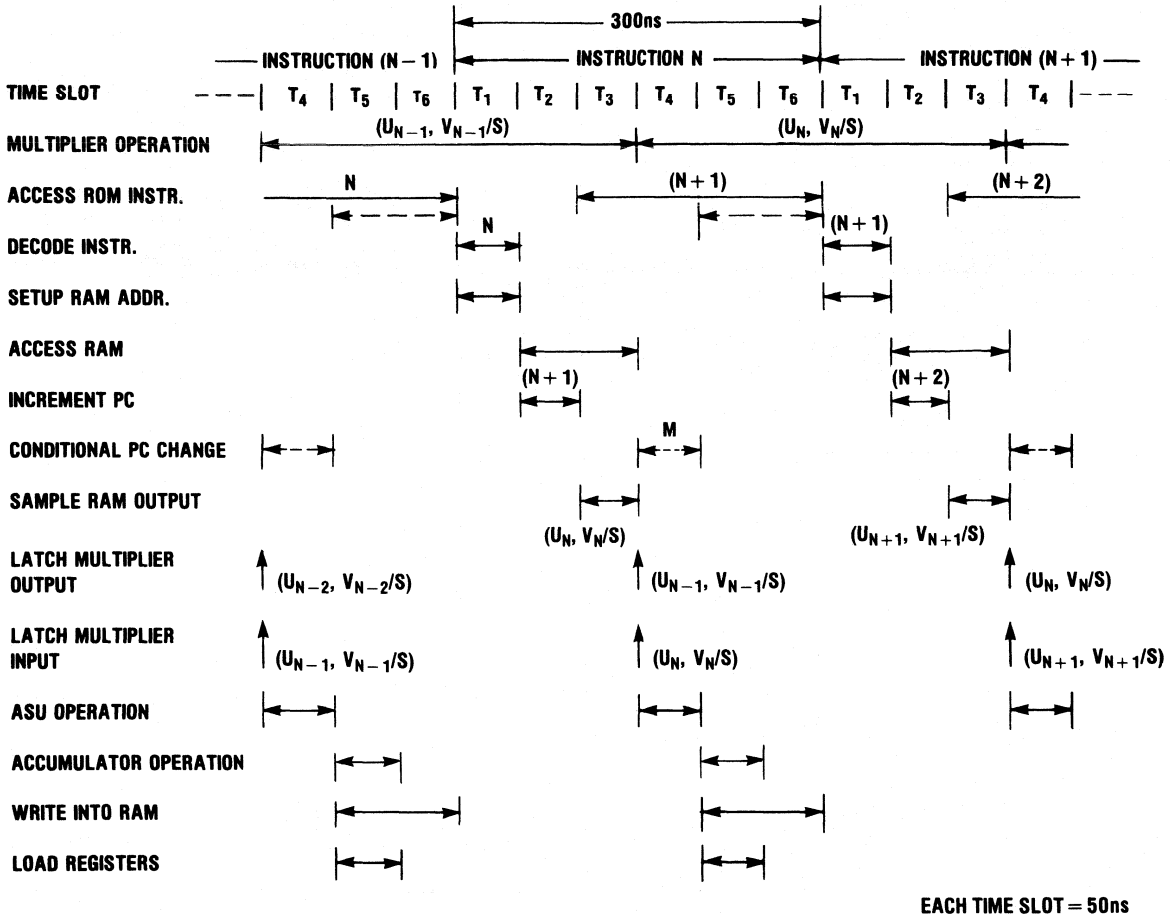 300ns
INSTRUCTION (N − 1) INSTRUCTION N INSTRUCTION (N + 1)
TIME SLOT T4 T5 T6 T1 T2 T3 T4 T5 T6 T1 T2 T3 T4
(UN−1, VN−1/S) (UN, VN/S)
MULTIPLIER OPERATION
N (N + 1) (N + 2)
ACCESS ROM INSTR.
N (N + 1)
DECODE INSTR.
SETUP RAM ADDR.
ACCESS RAM
(N + 1) (N + 2)
INCREMENT PC
M
CONDITIONAL PC CHANGE
SAMPLE RAM OUTPUT
(UN, VN/S) (UN+1, VN+1/S)
LATCH MULTIPLIER
OUTPUT
(UN−2, VN−2/S) (UN−1, VN−1/S) (UN, VN/S)
LATCH MULTIPLIER
INPUT
(UN−1, VN−1/S) (UN, VN/S) (UN+1, VN+1/S)
ASU OPERATION
ACCUMULATOR OPERATION
WRITE INTO RAM
LOAD REGISTERS
EACH TIME SLOT = 50ns